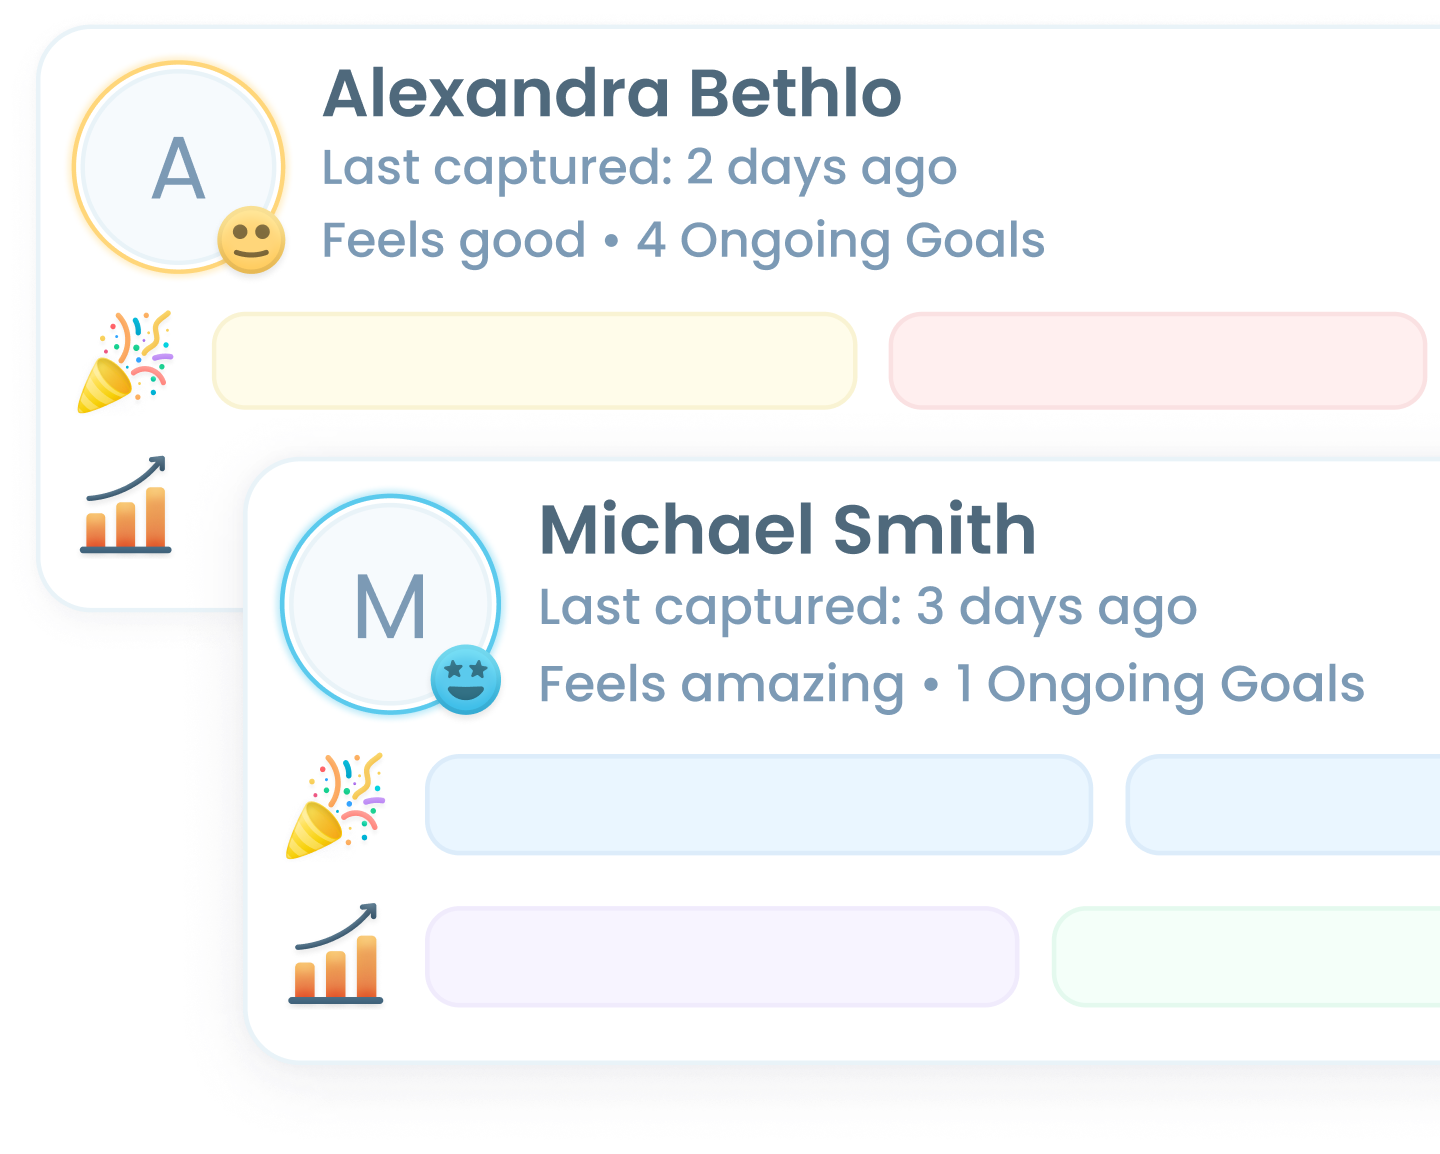 A
Alexandra Bethlo
Last captured: 2 days ago
Feels good • 4 Ongoing Goals
M
Michael Smith
Last captured: 3 days ago
Feels amazing • 1 Ongoing Goals